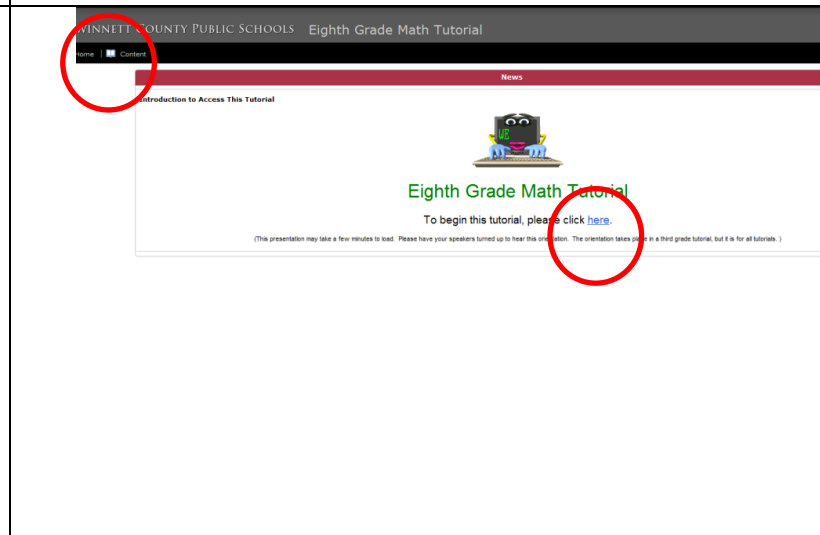 WINNETT COUNTY PUBLIC SCHOOLS Eighth Grade Math Tutorial
Home Content
News
Introduction to Access This Tutorial
WE
Eighth Grade Math Tutorial
To begin this tutorial, please click here.
(This presentation may take a few minutes to load. Please have your speakers turned up to hear this orientation. The orientation takes place in a third grade tutorial, but it is for all tutorials. )